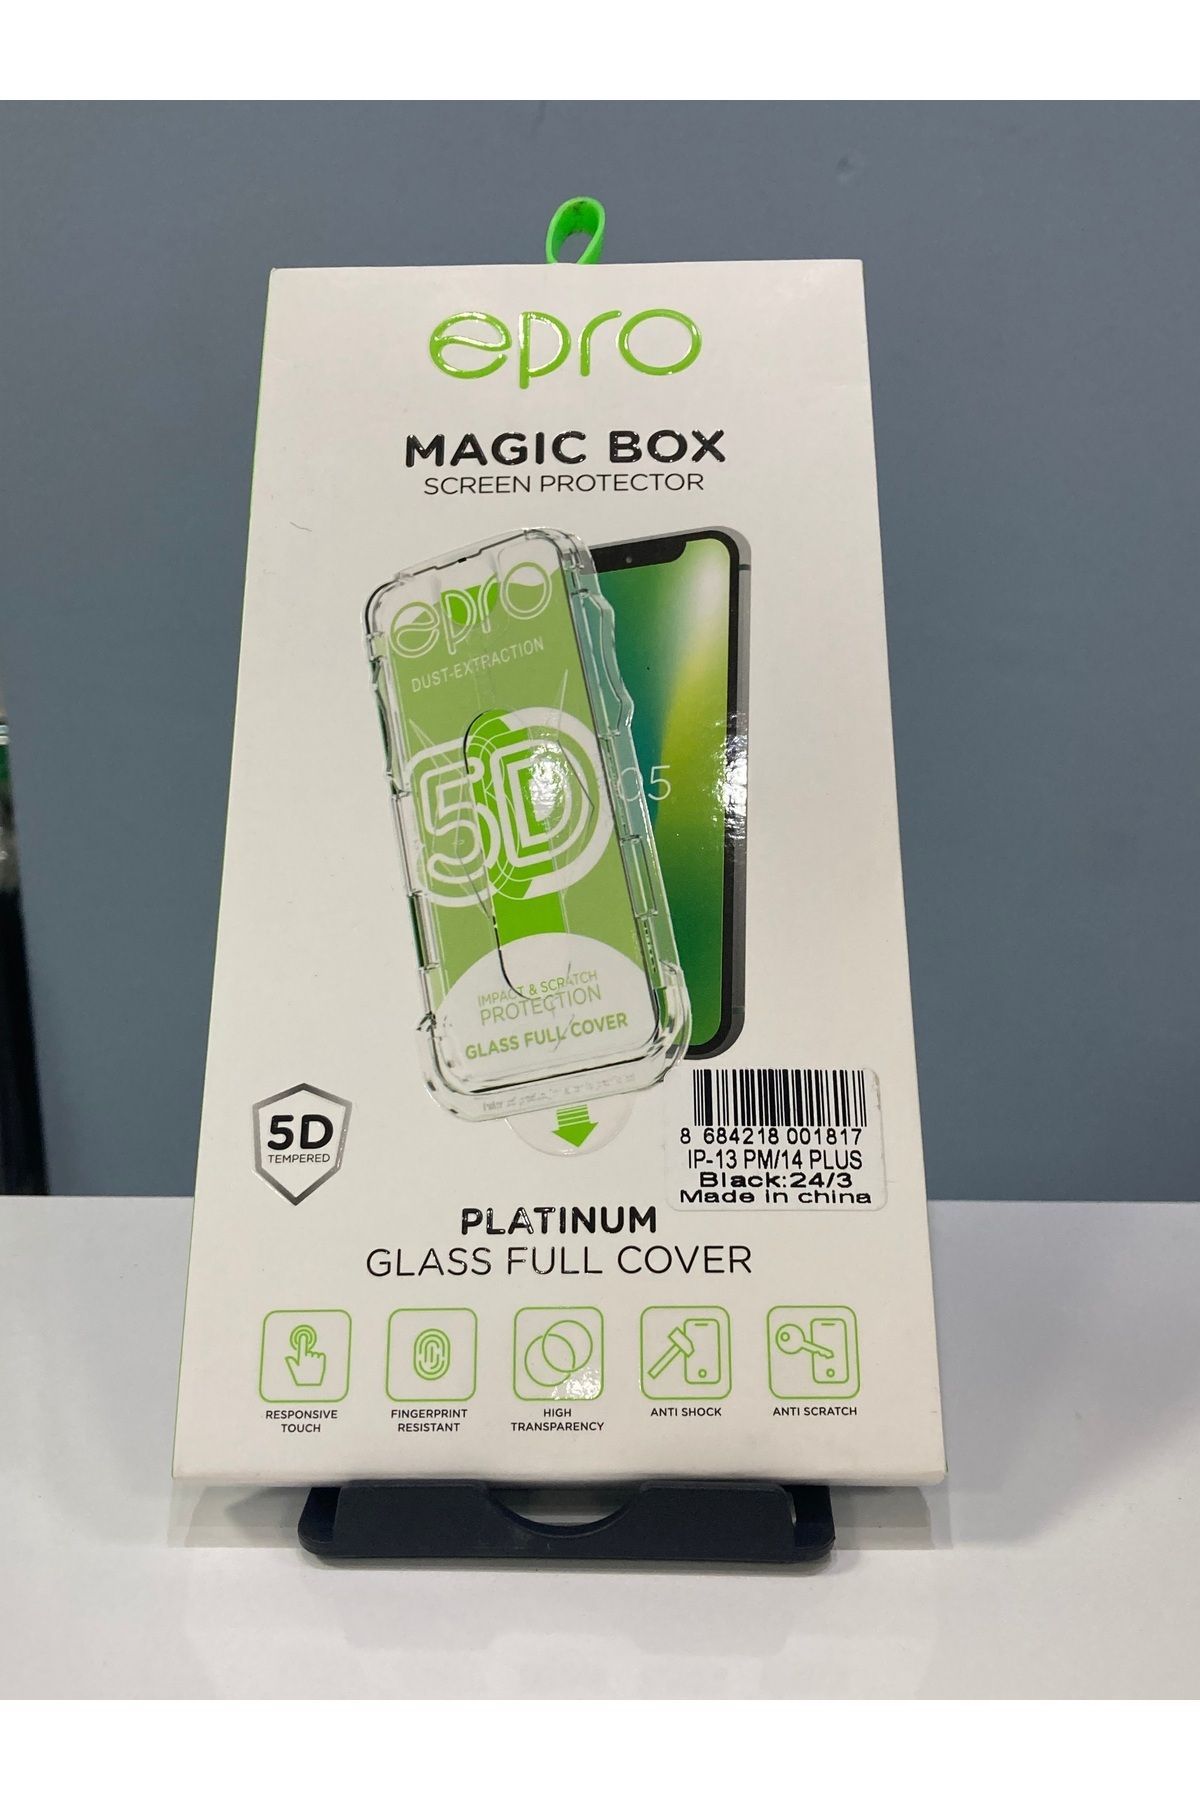 epro
MAGIC BOX
SCREEN PROTECTOR
epro
DUST-EXTRACTION
5D
05
IMPACT & SCRATCH
PROTECTION
GLASS FULL COVER
5D
TEMPERED
8 684218 001817
IP-13 PM/14 PLUS
Black:24/3
Made in china
PLATINUM
GLASS FULL COVER
RESPONSIVE
TOUCH
FINGERPRINT
RESISTANT
HIGH
TRANSPARENCY
ANTI SHOCK
ANTI SCRATCH